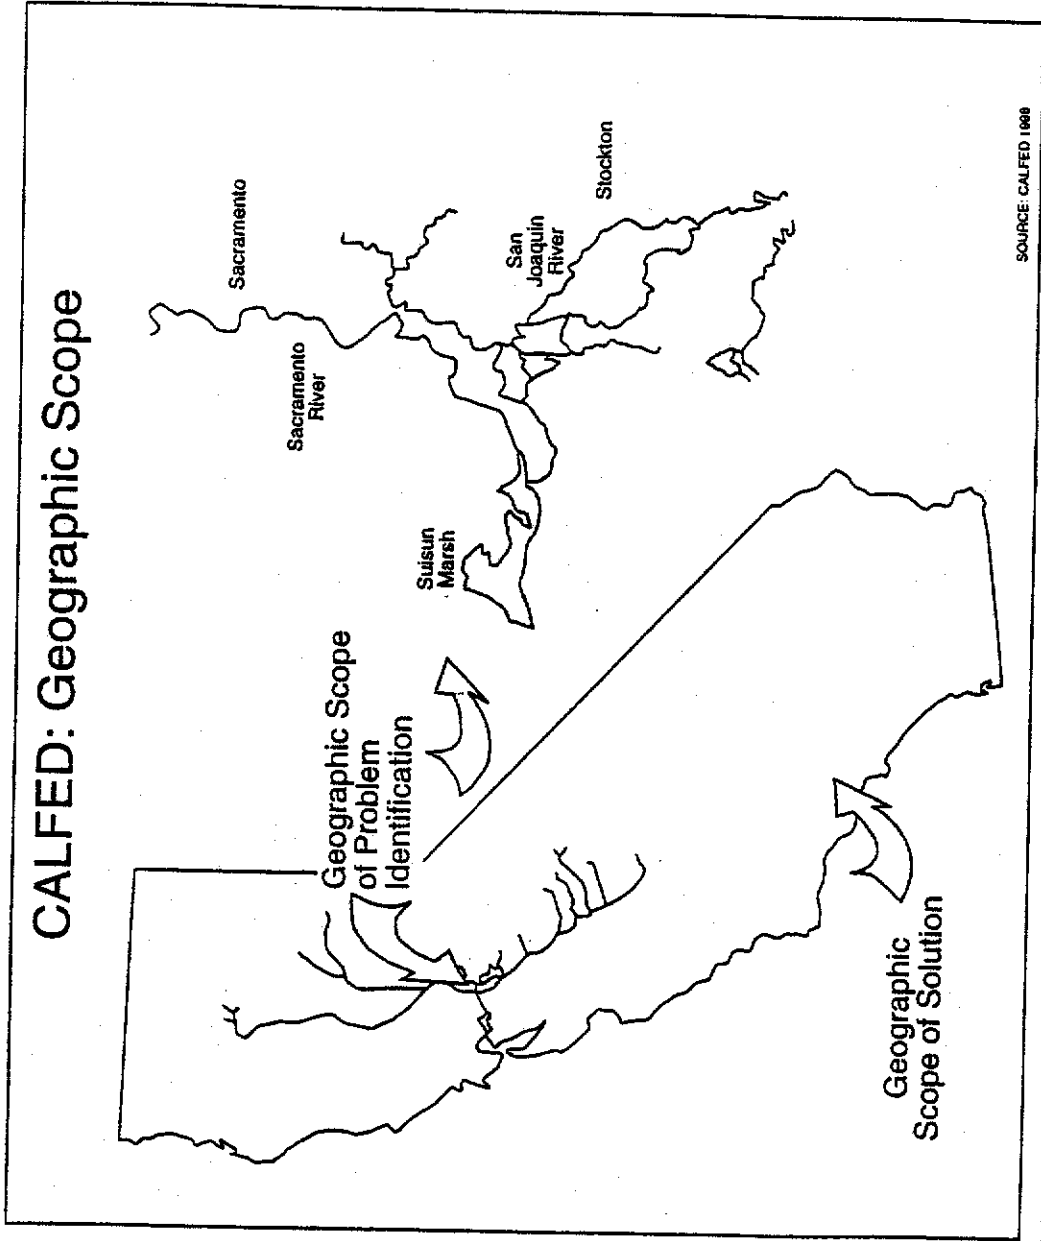 CALFED: Geographic Scope
Sacramento
Sacramento
River
San
Joaquin
River
Stockton
Suisun
Marsh
Geographic Scope
of Problem
Identification
Geographic
Scope of Solution
SOURCE: CALFED